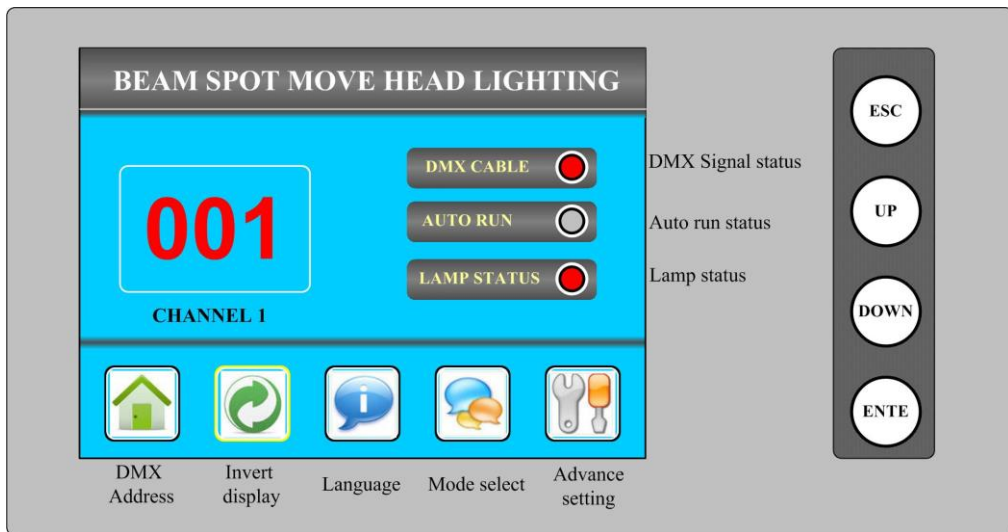 BEAM SPOT MOVE HEAD LIGHTING
001
CHANNEL 1
DMX CABLE
DMX Signal status
AUTO RUN
Auto run status
LAMP STATUS
Lamp status
DMX
Address
Invert
display
Language
Mode select
Advance
setting
ESC
UP
DOWN
ENTE